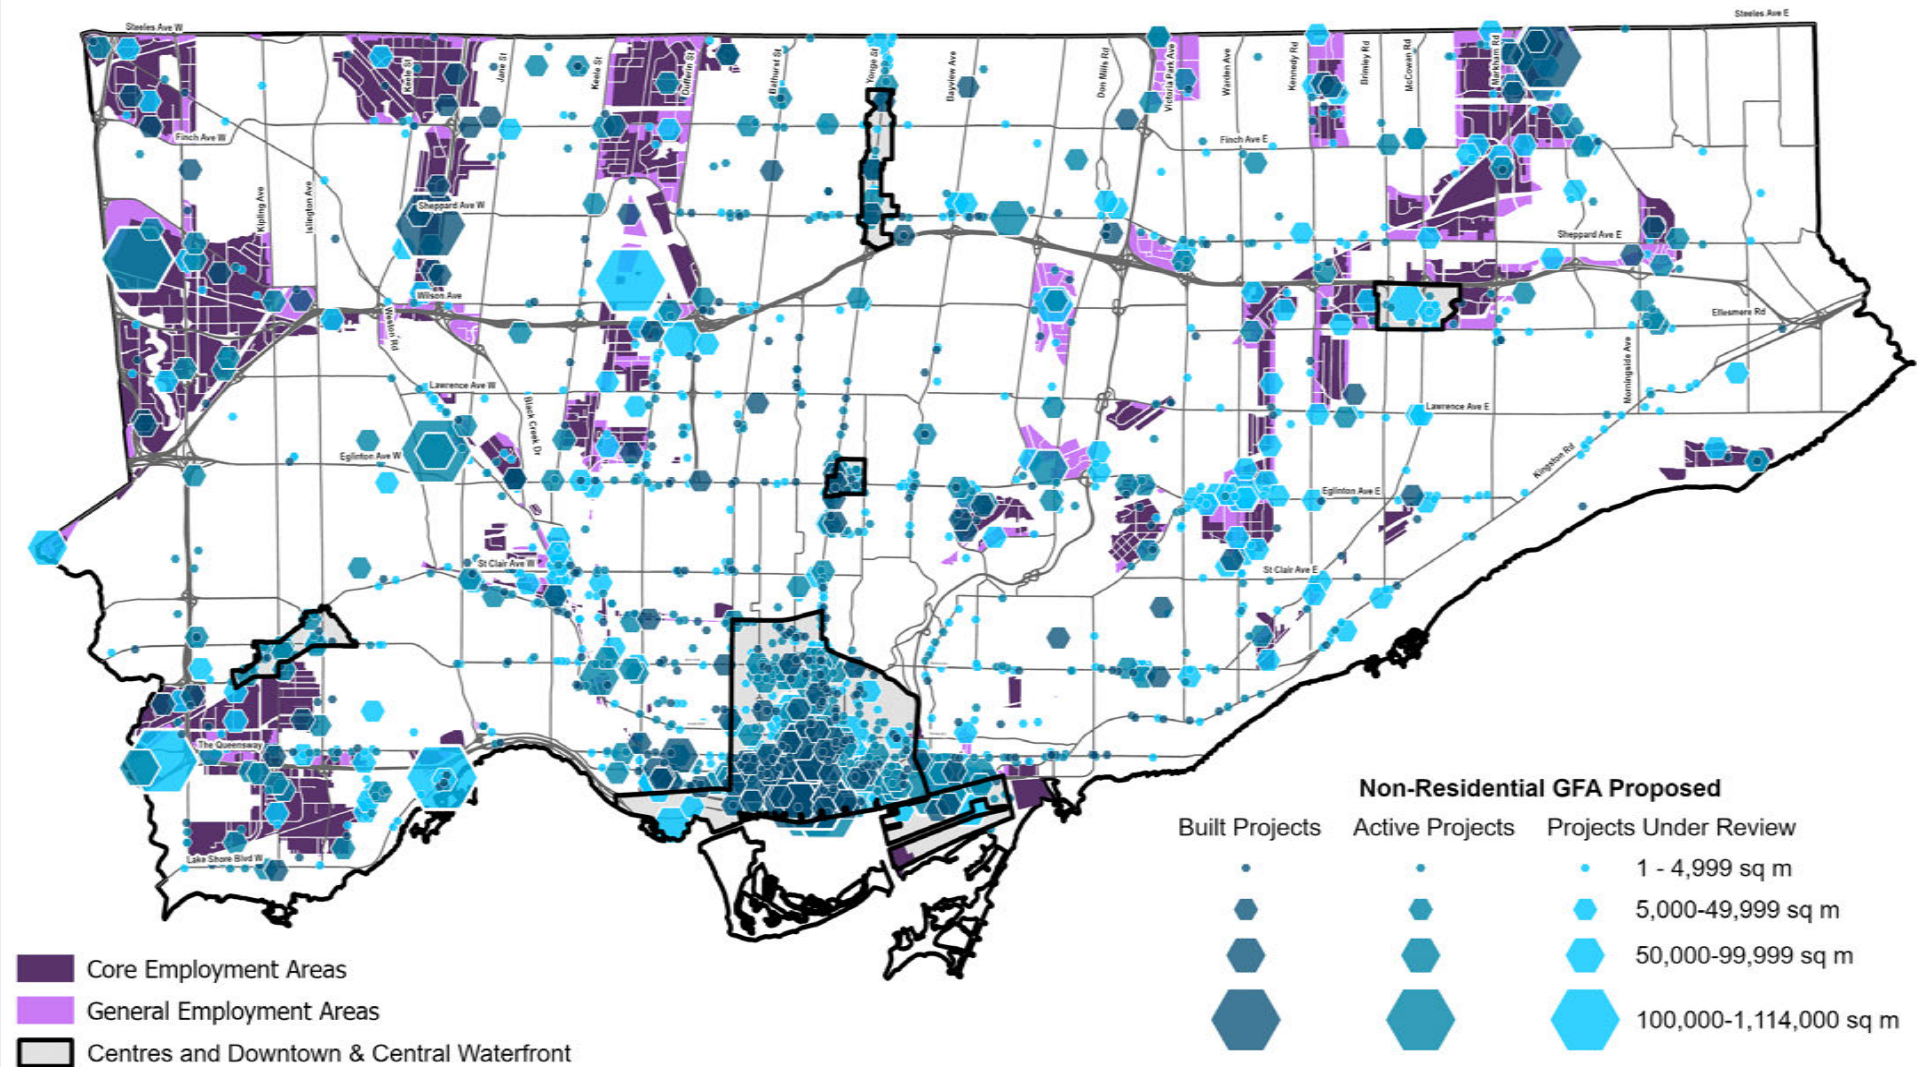 Steeles Ave W
Steeles Ave E
Keele St
Jane St
Keele St
Dufferin St
Bathurst St
Yonge St
Bayview Ave
Don Mills Rd
Victoria Park Ave
Warden Ave
Kennedy Rd
Brimley Rd
McCowan Rd
Markham Rd
Finch Ave W
Finch Ave E
Kipling Ave
Islington Ave
Sheppard Ave W
Sheppard Ave E
Wilson Ave
Weston Rd
Ellesmere Rd
Morningside Ave
Lawrence Ave W
Black Creek Dr
Lawrence Ave E
Eglinton Ave W
Kingston Rd
Eglinton Ave E
St Clair Ave W
St Clair Ave E
The Queensway
Lake Shore Blvd W
Non-Residential GFA Proposed
Built Projects Active Projects Projects Under Review
1 - 4,999 sq m
5,000-49,999 sq m
50,000-99,999 sq m
100,000-1,114,000 sq m
Core Employment Areas
General Employment Areas
Centres and Downtown & Central Waterfront